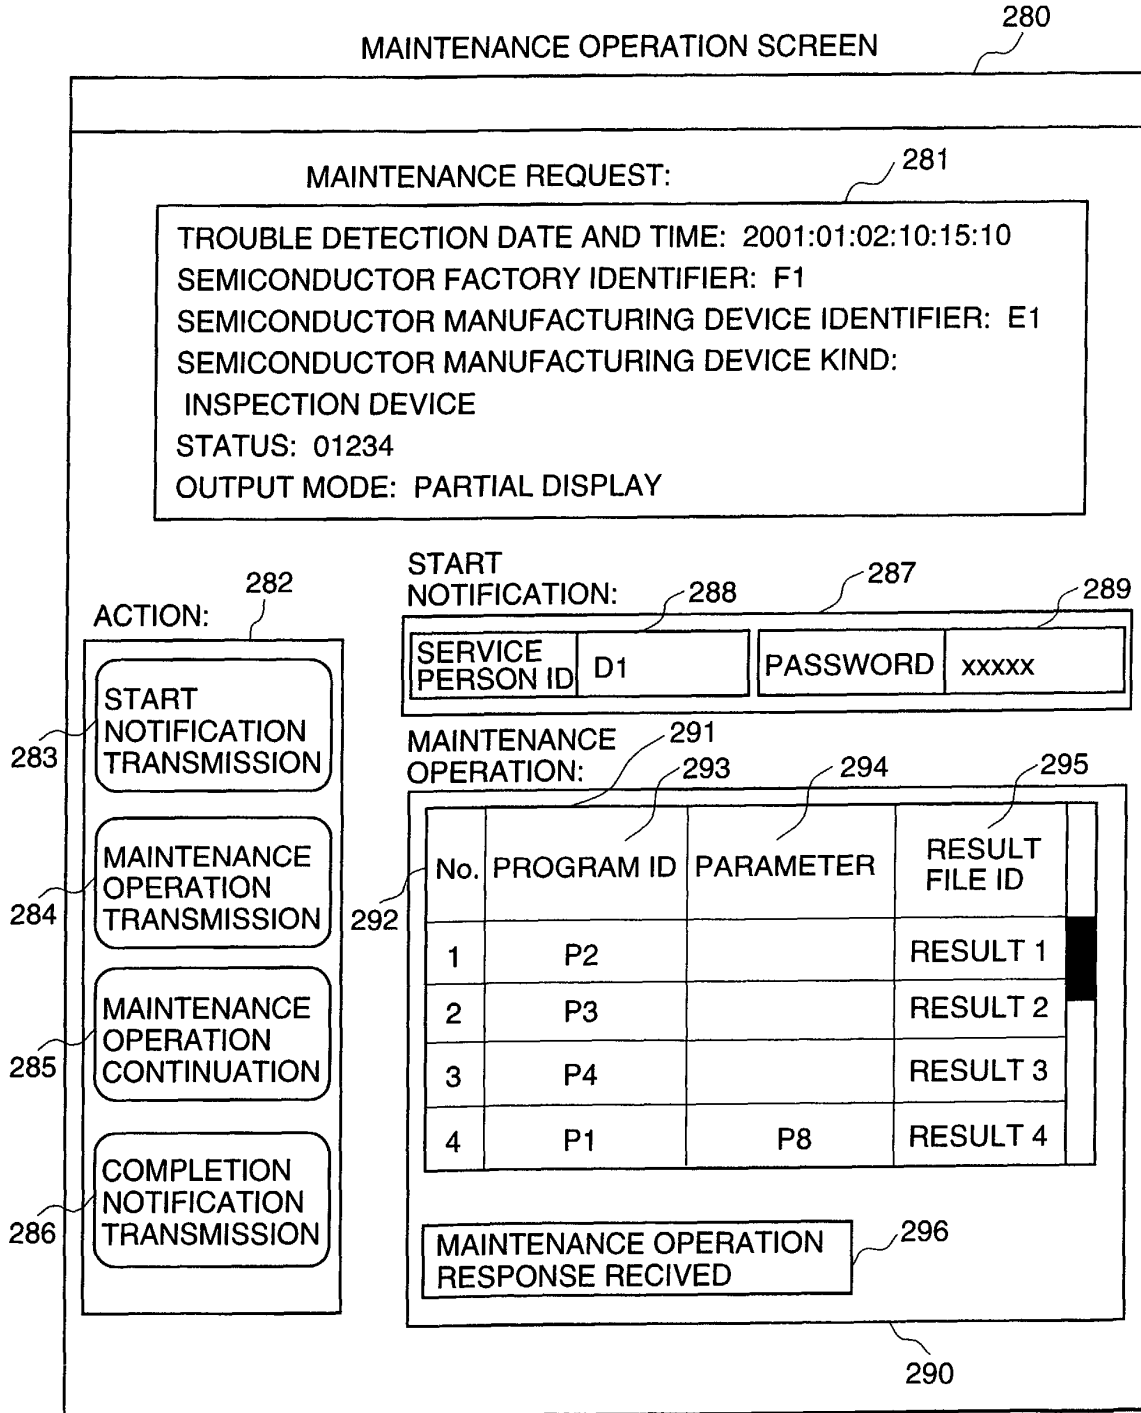 280
MAINTENANCE OPERATION SCREEN
MAINTENANCE REQUEST:
281
TROUBLE DETECTION DATE AND TIME: 2001:01:02:10:15:10
SEMICONDUCTOR FACTORY IDENTIFIER: F1
SEMICONDUCTOR MANUFACTURING DEVICE IDENTIFIER: E1
SEMICONDUCTOR MANUFACTURING DEVICE KIND:
INSPECTION DEVICE
STATUS: 01234
OUTPUT MODE: PARTIAL DISPLAY
282
ACTION:
283
START
NOTIFICATION
TRANSMISSION
284
MAINTENANCE
OPERATION
TRANSMISSION
285
MAINTENANCE
OPERATION
CONTINUATION
286
COMPLETION
NOTIFICATION
TRANSMISSION
START
NOTIFICATION:
288
287
289
SERVICE
PERSON ID
D1
PASSWORD
xxxxx
MAINTENANCE
OPERATION:
291
293
294
295
292
No. PROGRAM ID PARAMETER RESULT
FILE ID
1 P2 RESULT 1
2 P3 RESULT 2
3 P4 RESULT 3
4 P1 P8 RESULT 4
MAINTENANCE OPERATION
RESPONSE RECIVED
296
290